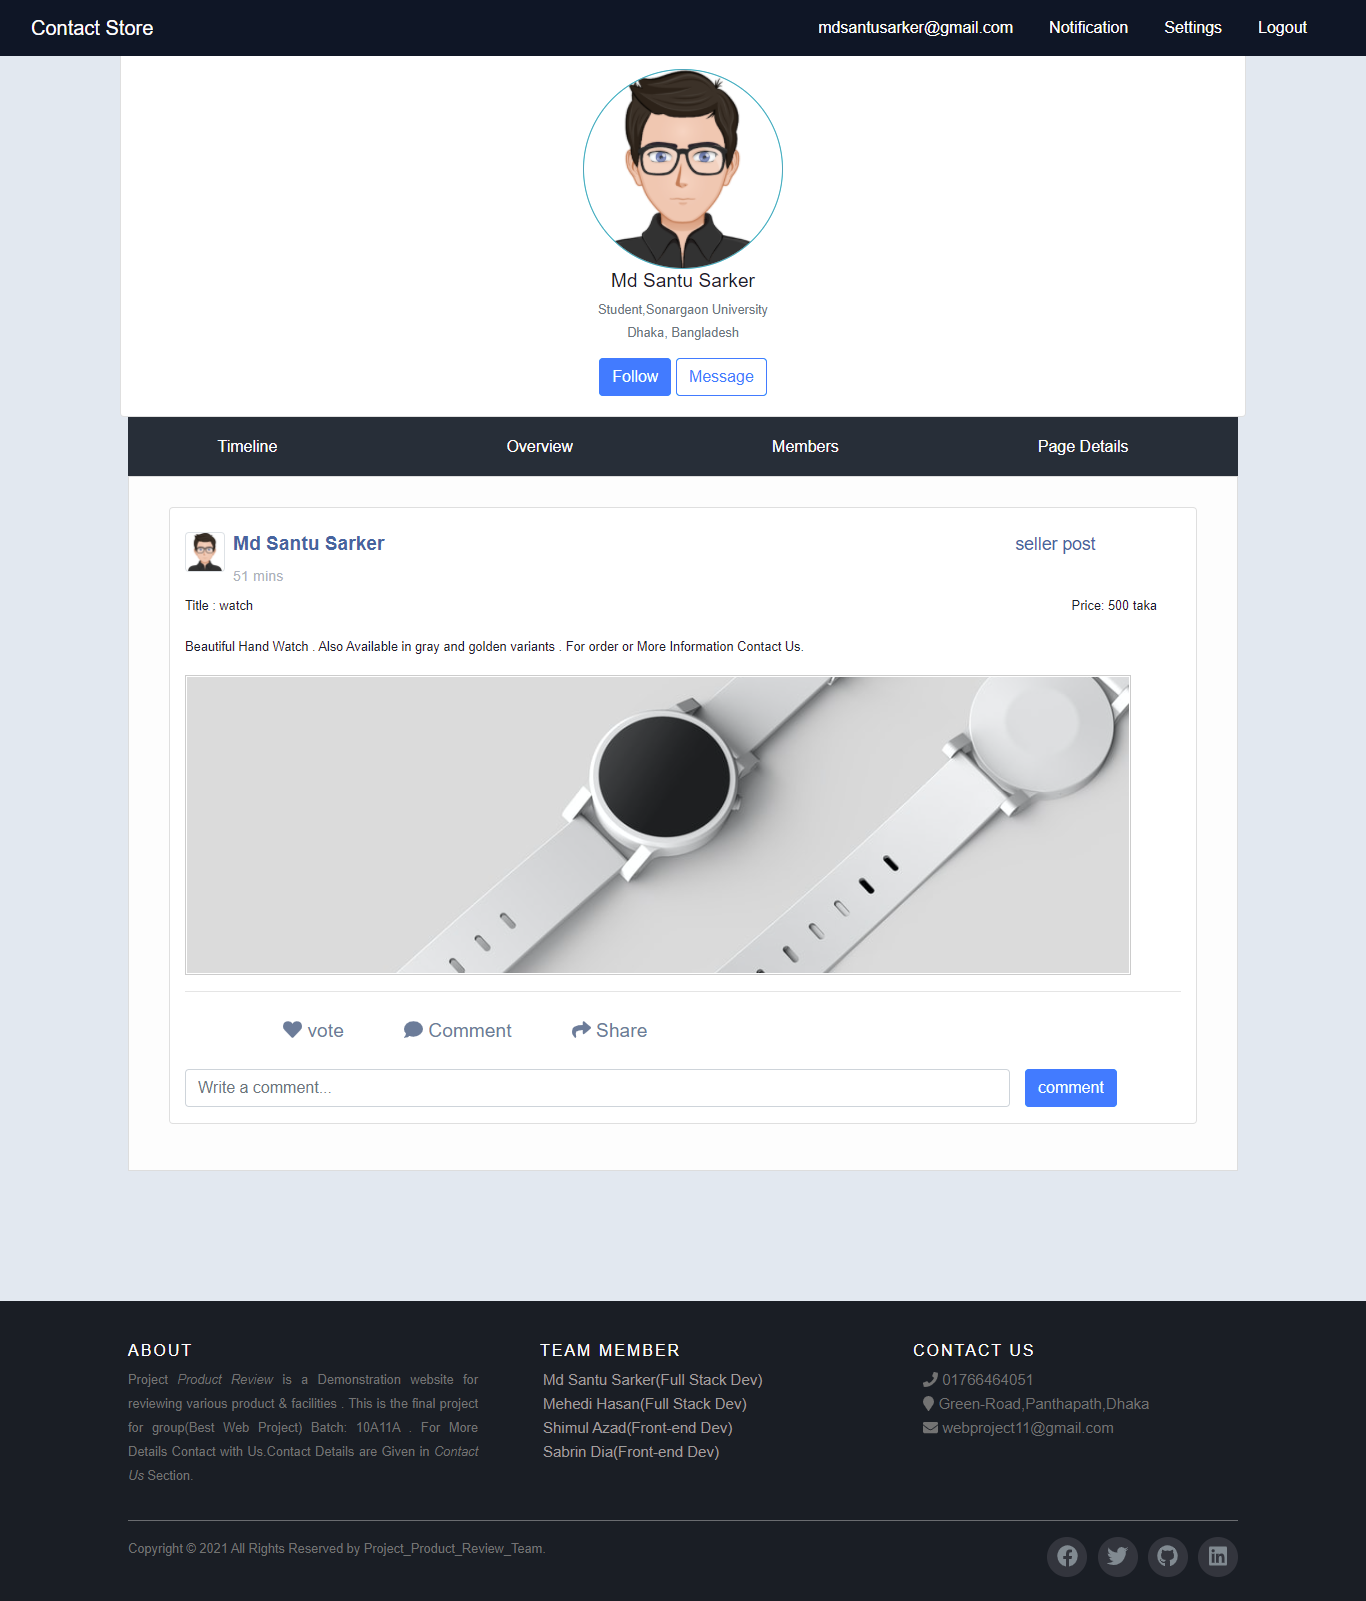 Contact Store mdsantusarker@gmail.com Notification Settings Logout
Md Santu Sarker
Student,Sonargaon University
Dhaka, Bangladesh
Follow Message
Timeline Overview Members Page Details
Md Santu Sarker seller post
51 mins
Title : watch Price: 500 taka
Beautiful Hand Watch . Also Available in gray and golden variants . For order or More Information Contact Us.
vote Comment Share
Write a comment... comment
ABOUT
Project Product Review is a Demonstration website for
reviewing various product & facilities . This is the final project
for group(Best Web Project) Batch: 10A11A . For More
Details Contact with Us.Contact Details are Given in Contact
Us Section.
TEAM MEMBER
Md Santu Sarker(Full Stack Dev)
Mehedi Hasan(Full Stack Dev)
Shimul Azad(Front-end Dev)
Sabrin Dia(Front-end Dev)
CONTACT US
01766464051
Green-Road,Panthapath,Dhaka
webproject11@gmail.com
Copyright © 2021 All Rights Reserved by Project_Product_Review_Team.